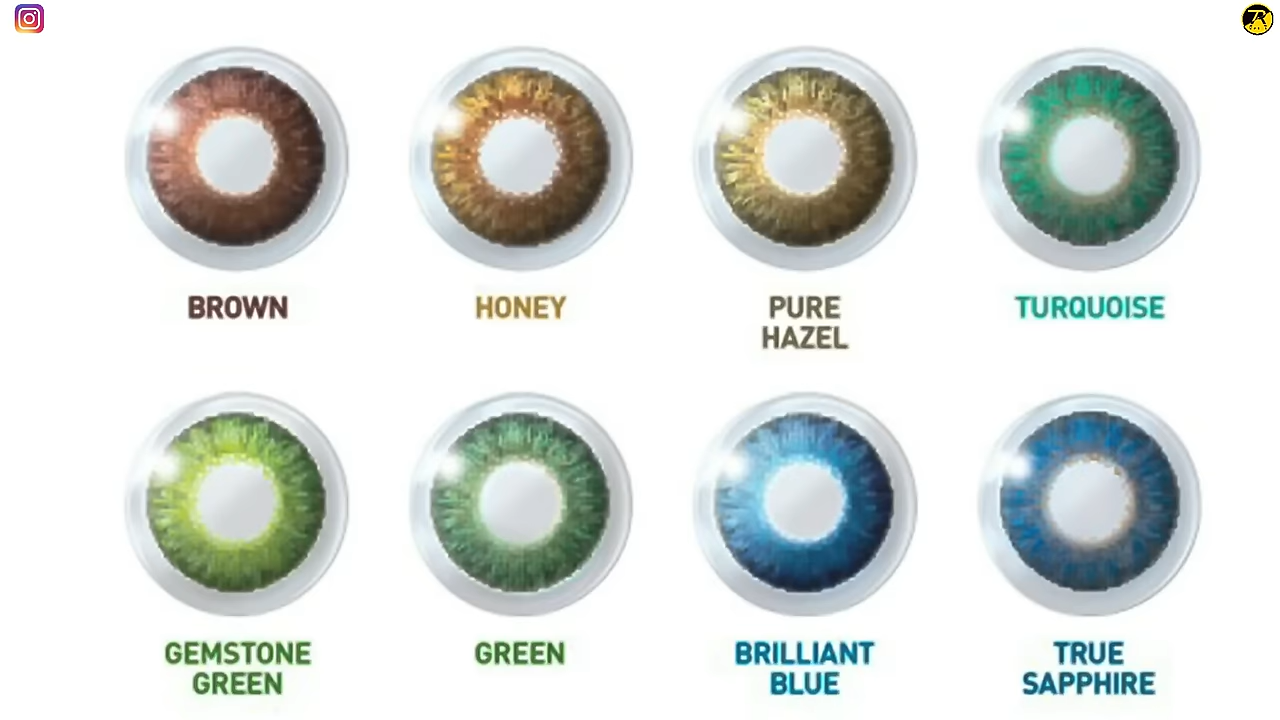 BROWN
HONEY
PURE
HAZEL
TURQUOISE
GEMSTONE
GREEN
GREEN
BRILLIANT
BLUE
TRUE
SAPPHIRE